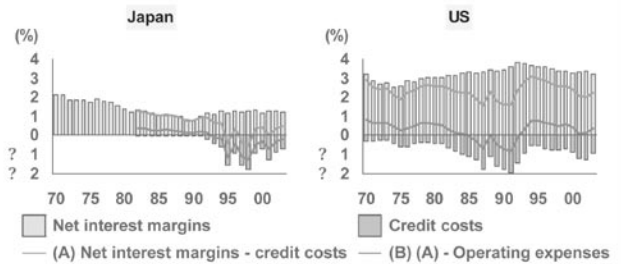 Japan US
(%) (%)
4 4
3 3
2 2
1 1
0 0
? 1 ? 1
? 2 ? 2
70 75 80 85 90 95 00 70 75 80 85 90 95 00
Net interest margins Credit costs
(A) Net interest margins - credit costs (B) (A) - Operating expenses